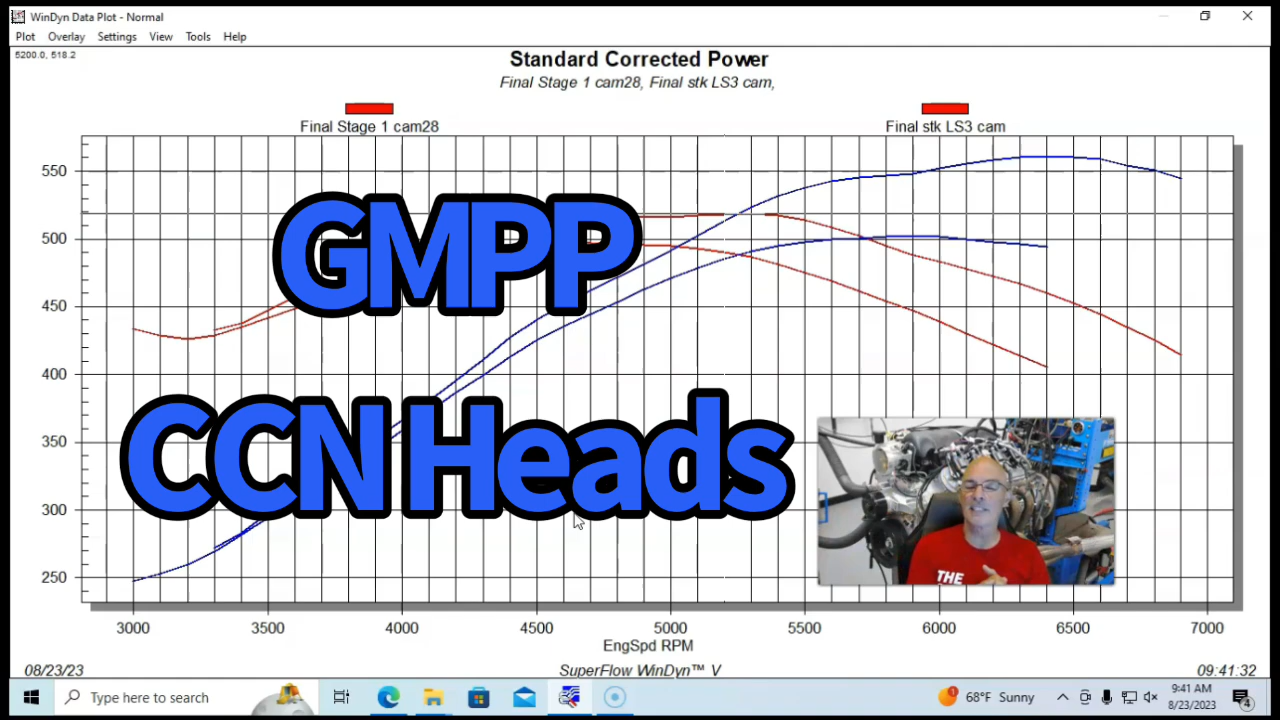 WinDyn Data Plot - Normal
Plot Overlay Settings View Tools Help
5200.0, 518.2
Standard Corrected Power
Final Stage 1 cam28, Final stk LS3 cam,
Final Stage 1 cam28
Final stk LS3 cam
550
500
450
400
350
300
250
GMPP
CCN Heads
THE
3000 3500 4000 4500 5000 5500 6000 6500 7000
EngSpd RPM
08/23/23 SuperFlow WinDyn™ V 09:41:32
Type here to search
1
68°F Sunny
9:41 AM
8/23/2023
4